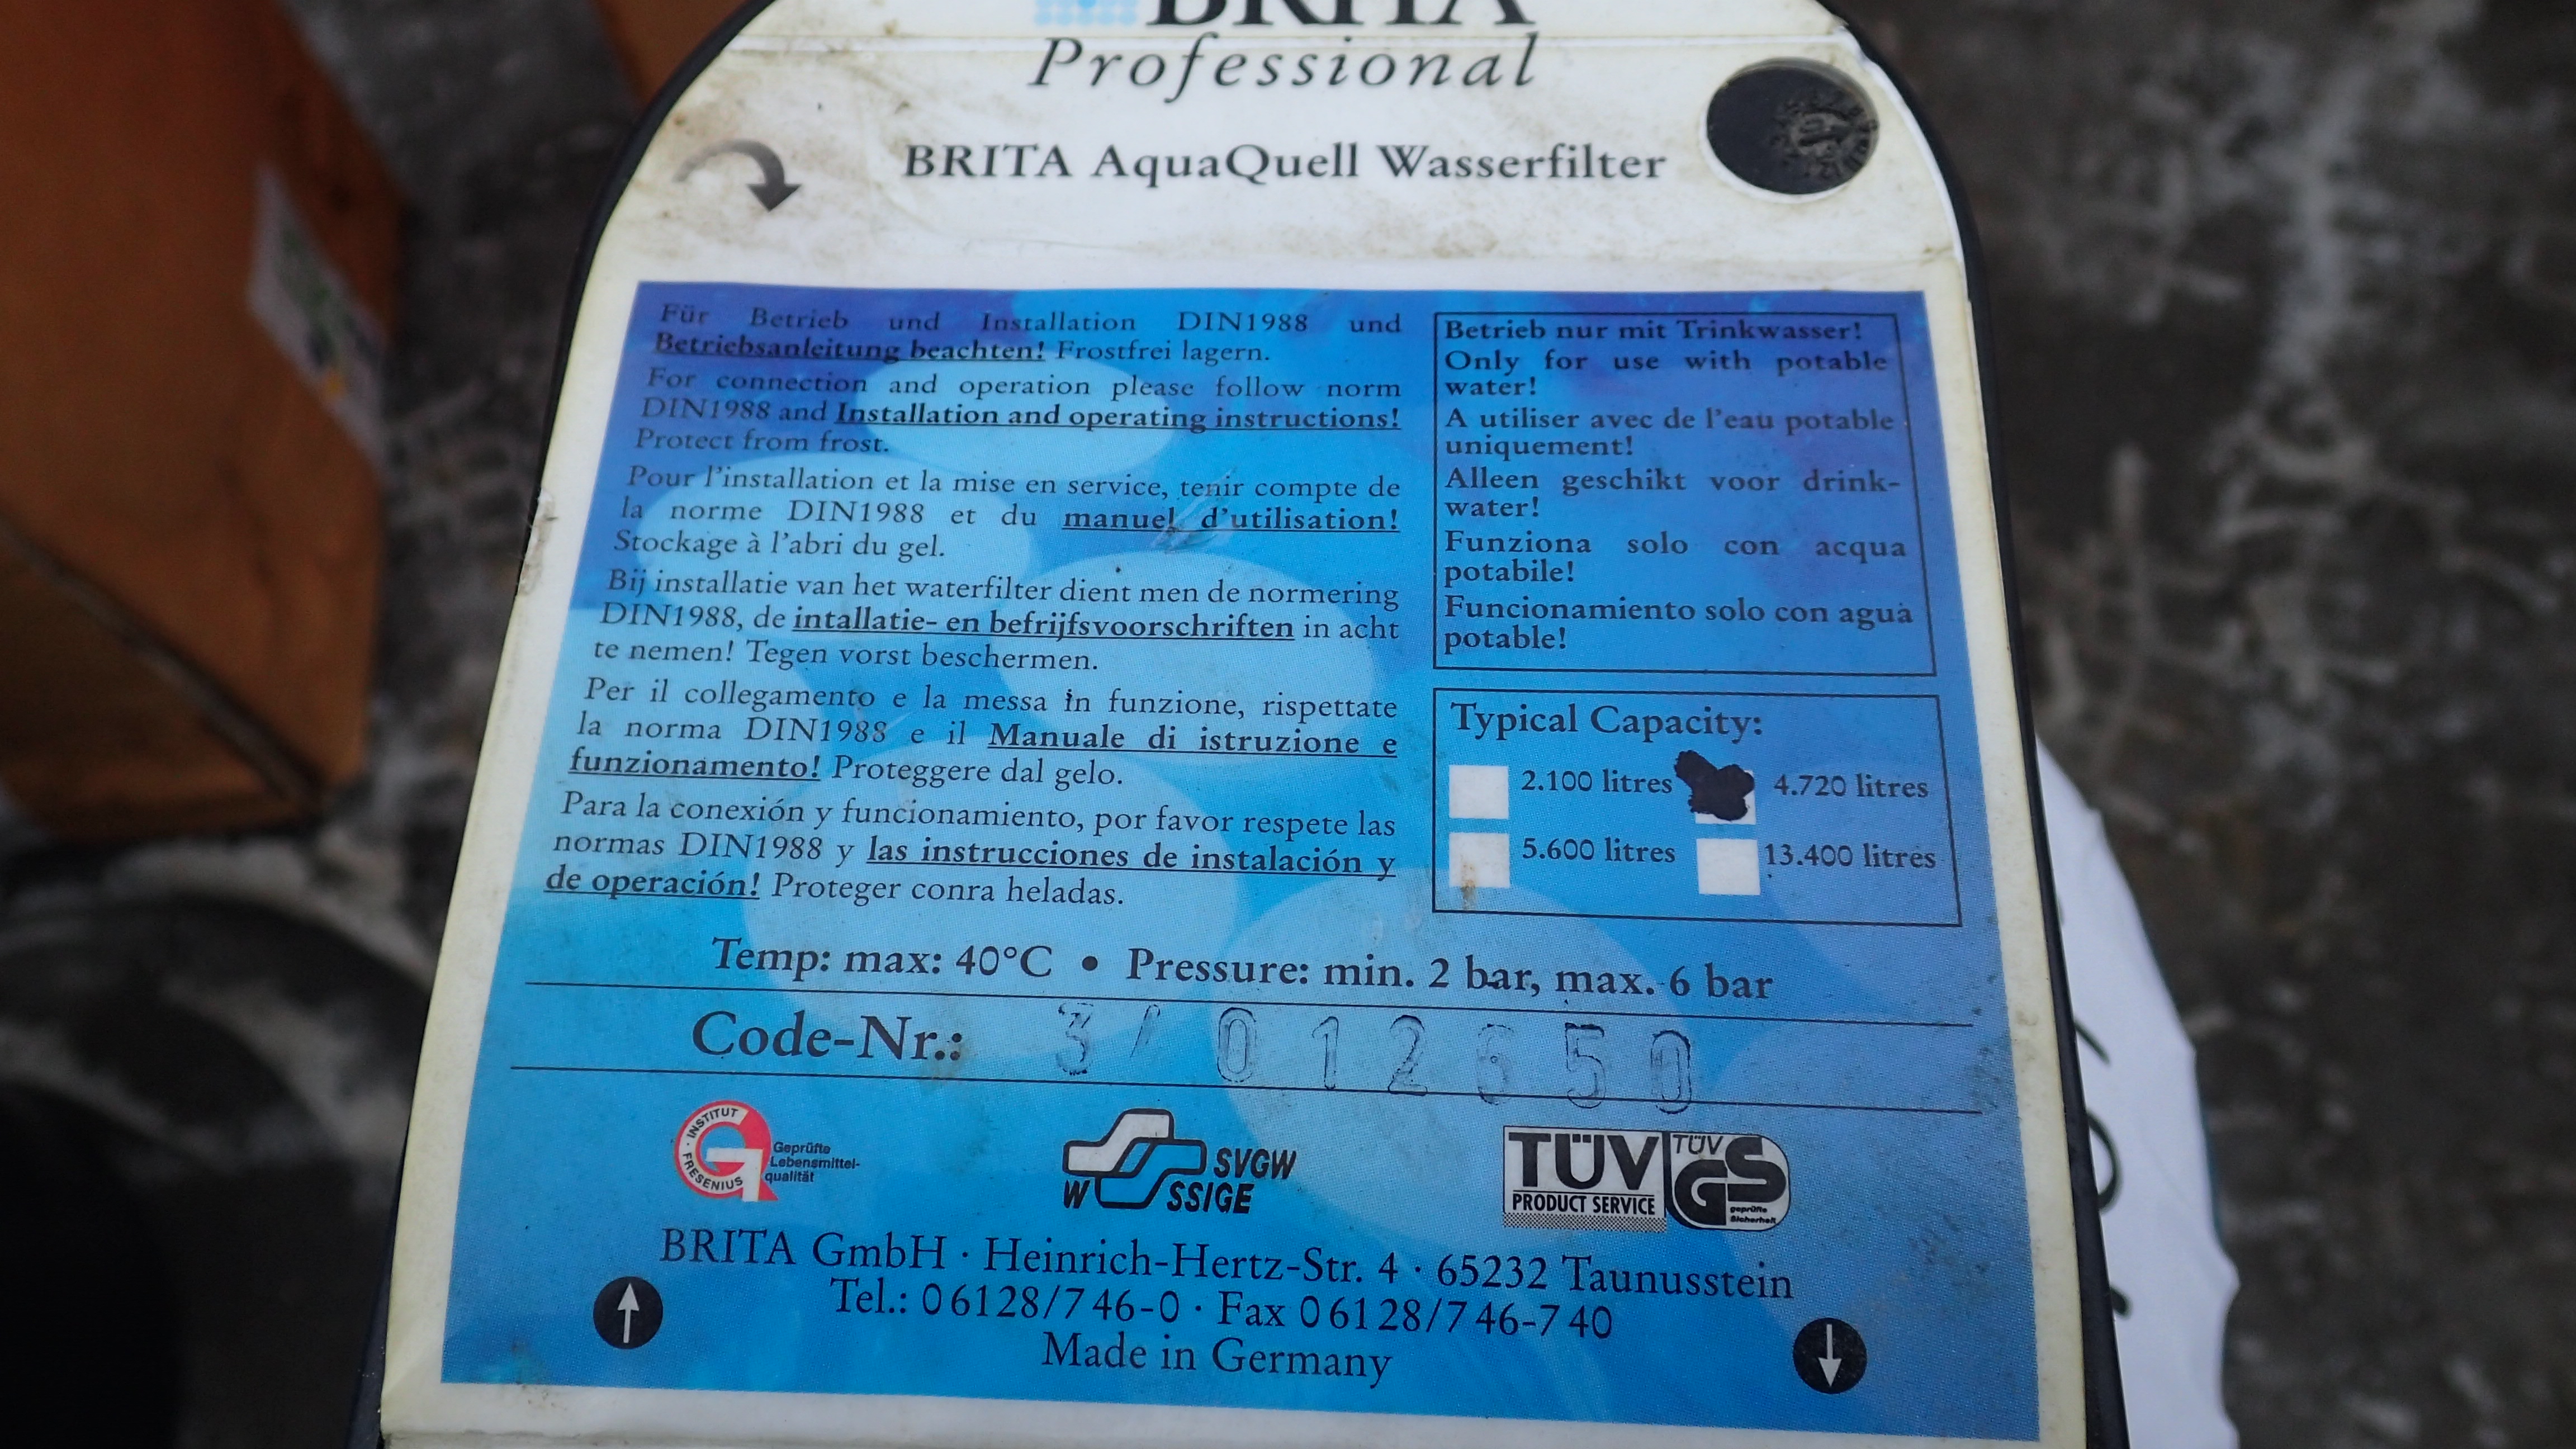 BRITA
Professional
BRITA AquaQuell Wasserfilter
Für Betrieb und Installation DIN1988 und
Betriebsanleitung beachten! Frostfrei lagern.
For connection and operation please follow norm
DIN1988 and Installation and operating instructions!
Protect from frost.
Pour l'installation et la mise en service, tenir compte de
la norme DIN1988 et du manuel d'utilisation!
Stockage à l'abri du gel.
Bij installatie van het waterfilter dient men de normering
DIN1988, de intallatie- en befrijfsvoorschriften in acht
te nemen! Tegen vorst beschermen.
Per il collegamento e la messa in funzione, rispettate
la norma DIN1988 e il Manuale di istruzione e
funzionamento! Proteggere dal gelo.
Para la conexión y funcionamiento, por favor respete las
normas DIN1988 y las instrucciones de instalación y
de operación! Proteger conra heladas.
Betrieb nur mit Trinkwasser!
Only for use with potable
water!
A utiliser avec de l'eau potable
uniquement!
Alleen geschikt voor drink-
water!
Funziona solo con acqua
potabile!
Funcionamiento solo con agua
potable!
Typical Capacity:
2.100 litres 4.720 litres
5.600 litres 13.400 litres
Temp: max: 40°C • Pressure: min. 2 bar, max. 6 bar
Code-Nr.: 3/012650
INSTITUT FRESENIUS
Geprüfte
Lebensmittel-
qualität
SVGW
W SSIGE
TÜV
PRODUCT SERVICE
TÜV
GS
geprüfte
Sicherheit
BRITA GmbH · Heinrich-Hertz-Str. 4 · 65232 Taunusstein
Tel.: 06128/746-0 · Fax 06128/746-740
Made in Germany